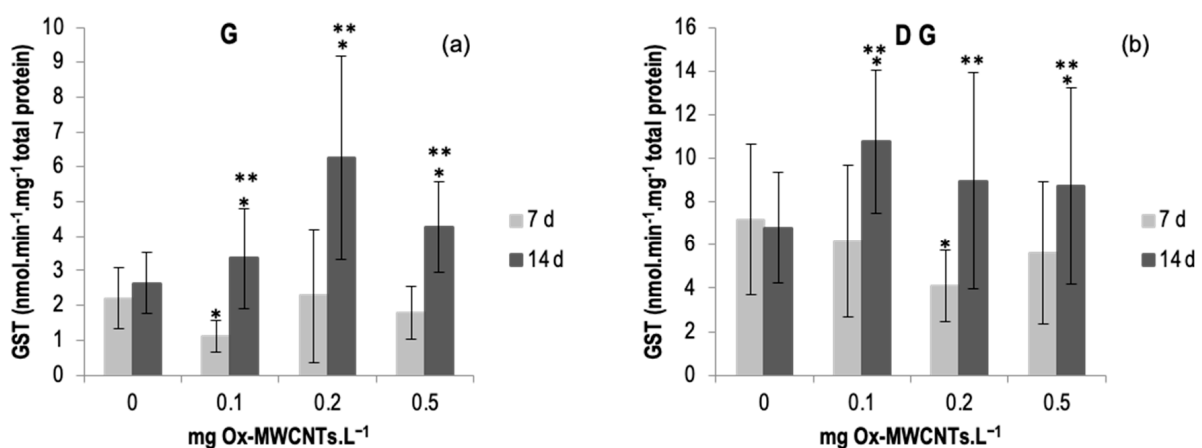 G
(a)
10
9
8
7
6
5
4
3
2
1
0
GST (nmol.min⁻¹.mg⁻¹ total protein)
**
*
**
*
**
*
*
7 d
14 d
0 0.1 0.2 0.5
mg Ox-MWCNTs.L⁻¹
D G
(b)
16
14
12
10
8
6
4
2
0
GST (nmol.min⁻¹.mg⁻¹ total protein)
**
*
**
**
*
*
7 d
14 d
0 0.1 0.2 0.5
mg Ox-MWCNTs.L⁻¹